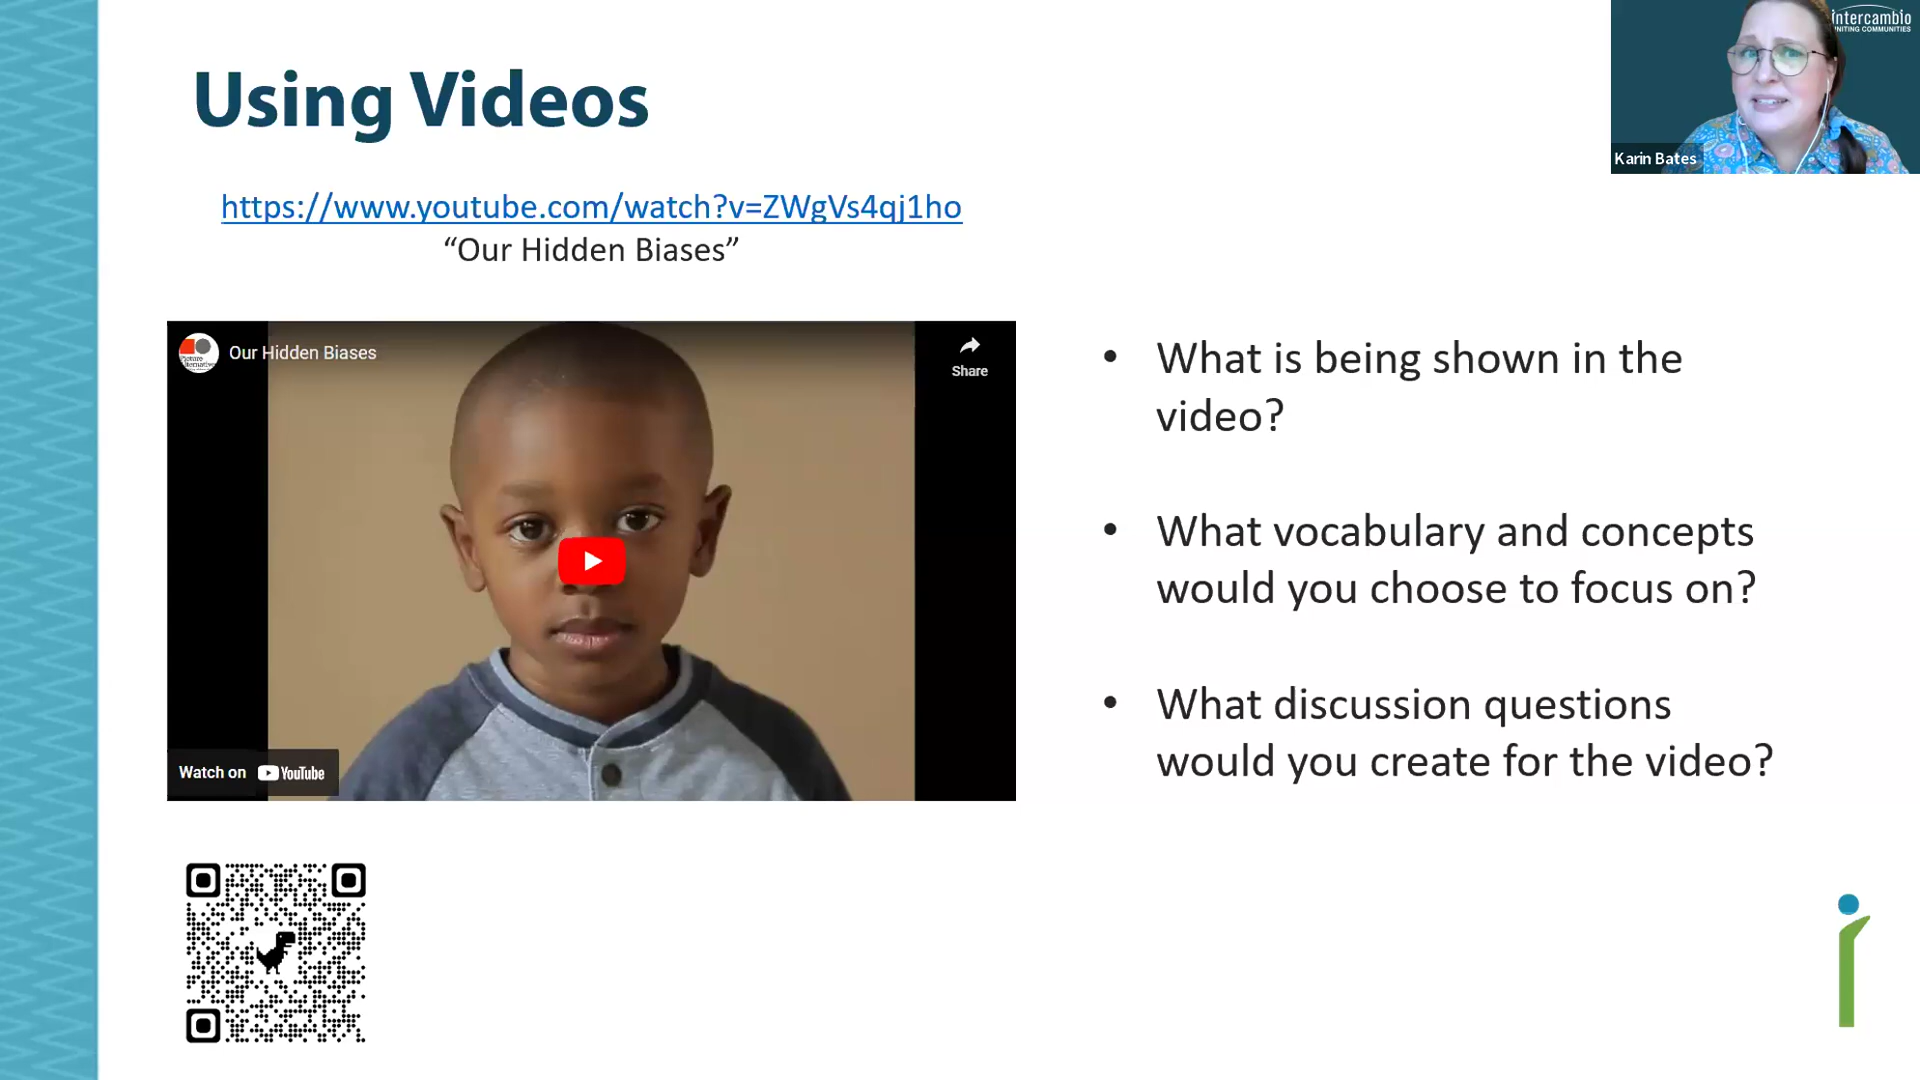 Using Videos
intercambio
UNITING COMMUNITIES
Karin Bates
https://www.youtube.com/watch?v=ZWgVs4qj1ho
“Our Hidden Biases”
Our Hidden Biases
Share
Watch on YouTube
• What is being shown in the
video?
• What vocabulary and concepts
would you choose to focus on?
• What discussion questions
would you create for the video?